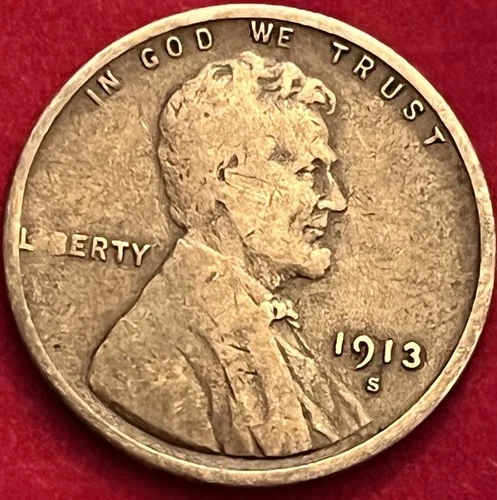 IN GOD WE TRUST
LIBERTY
1913
S